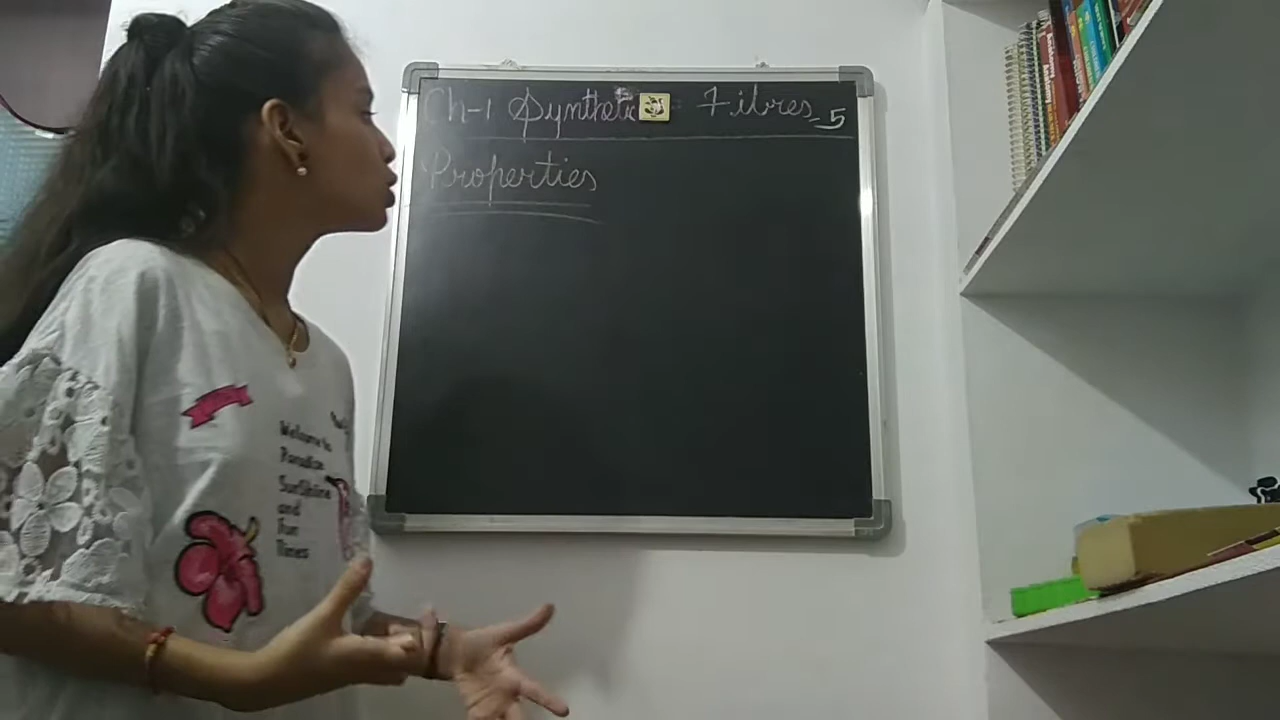 Ch-1 Synthetic Fibres - 5
Properties
Welcome to
Paradise
SunShine
and
Fun
Times